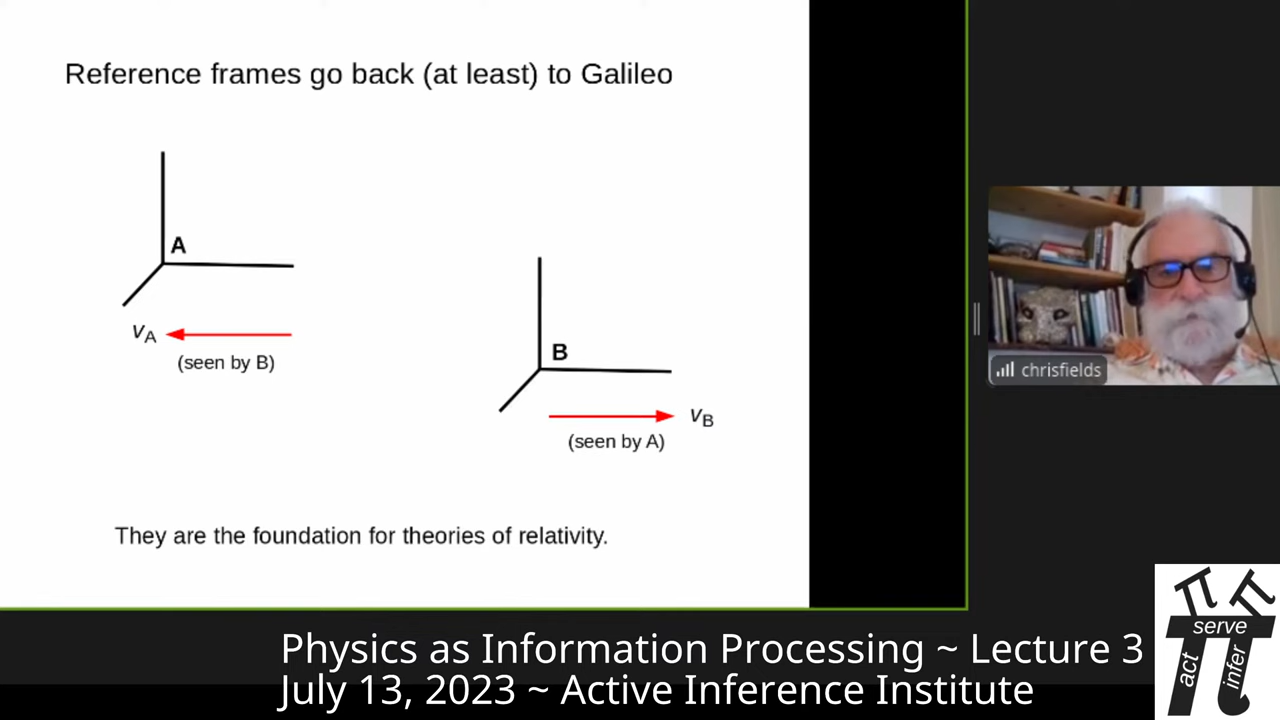 Reference frames go back (at least) to Galileo
A
vA
(seen by B)
B
vB
(seen by A)
They are the foundation for theories of relativity.
chrisfields
Physics as Information Processing ~ Lecture 3
July 13, 2023 ~ Active Inference Institute
π π
serve
act
infer